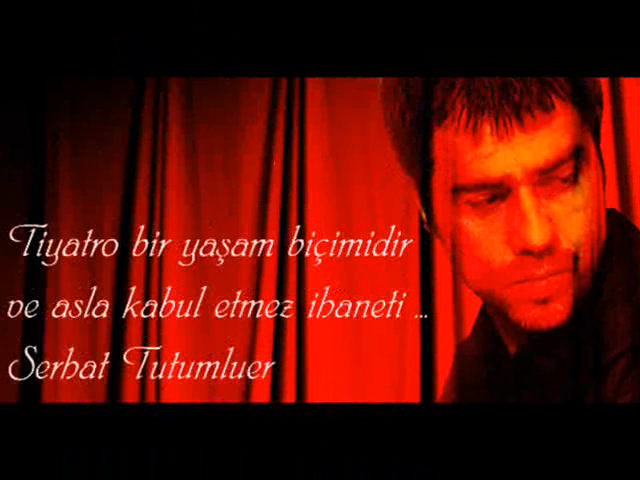 Tiyatro bir yaşam biçimidir
ve asla kabul etmez ihaneti ...
Serhat Tutumluer